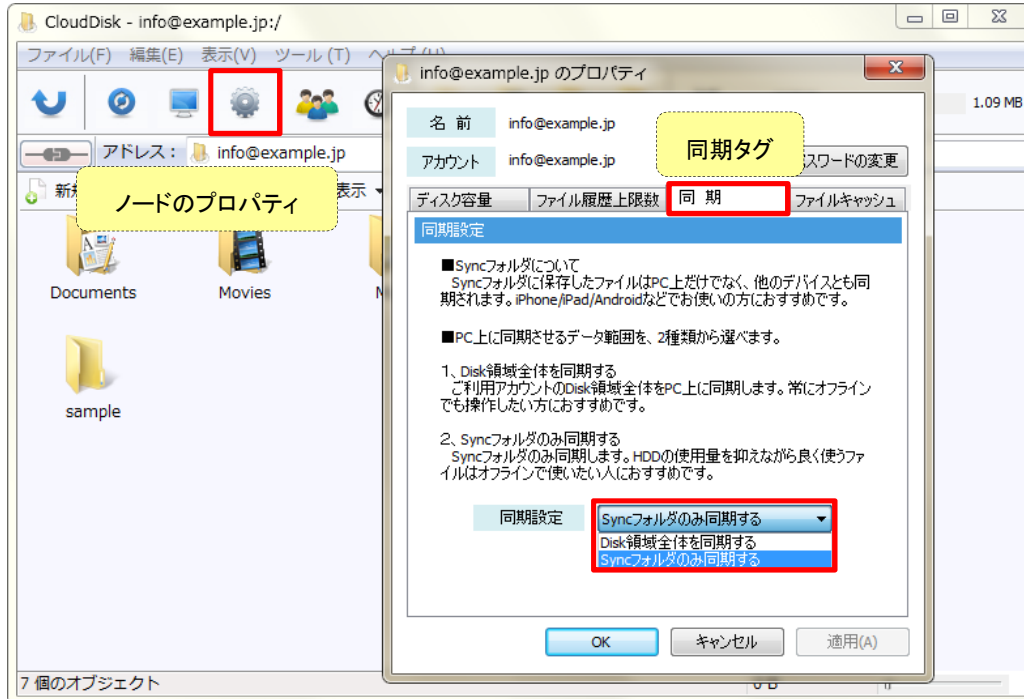 CloudDisk - info@example.jp:/
ファイル(F) 編集(E) 表示(V) ツール (T) ヘルプ (H)
info@example.jp のプロパティ
1.09 MB
名 前 info@example.jp
アカウント info@example.jp
同期タグ
スワードの変更
アドレス： info@example.jp
新規
表示
ノードのプロパティ
ディスク容量 ファイル履歴上限数 同 期 ファイルキャッシュ
同期設定
■Syncフォルダについて
Syncフォルダに保存したファイルはPC上だけでなく、他のデバイスとも同
期されます。iPhone/iPad/Androidなどでお使いの方におすすめです。
■PC上に同期させるデータ範囲を、2種類から選べます。
1、Disk領域全体を同期する
ご利用アカウントのDisk領域全体をPC上に同期します。常にオフライン
でも操作したい方におすすめです。
2、Syncフォルダのみ同期する
Syncフォルダのみ同期します。HDDの使用量を抑えながら良く使うファ
イルはオフラインで使いたい人におすすめです。
同期設定 Syncフォルダのみ同期する
Disk領域全体を同期する
Syncフォルダのみ同期する
OK キャンセル 適用(A)
Documents Movies
sample
7 個のオブジェクト
0 B